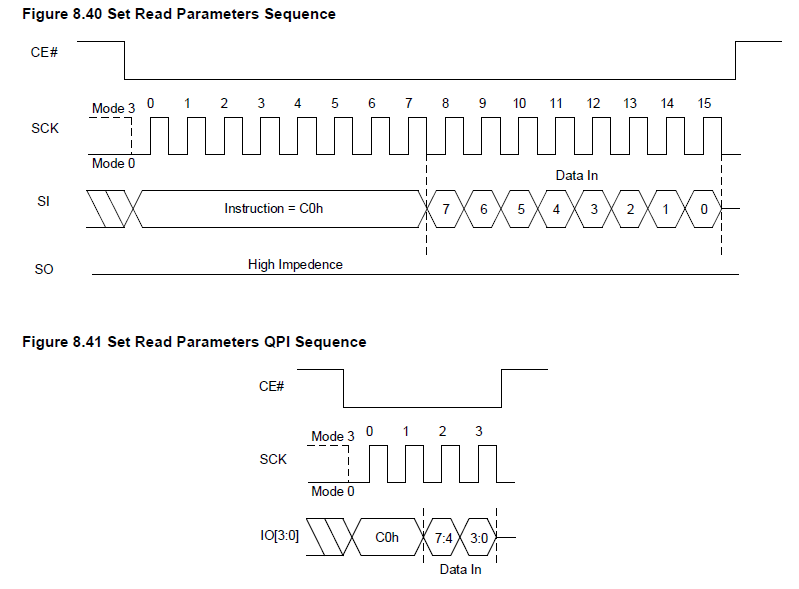 Figure 8.40 Set Read Parameters Sequence
CE#
Mode 3 0 1 2 3 4 5 6 7 8 9 10 11 12 13 14 15
SCK
Mode 0
Data In
SI
Instruction = C0h 7 6 5 4 3 2 1 0
SO
High Impedence
Figure 8.41 Set Read Parameters QPI Sequence
CE#
Mode 3 0 1 2 3
SCK
Mode 0
IO[3:0]
C0h 7:4 3:0
Data In